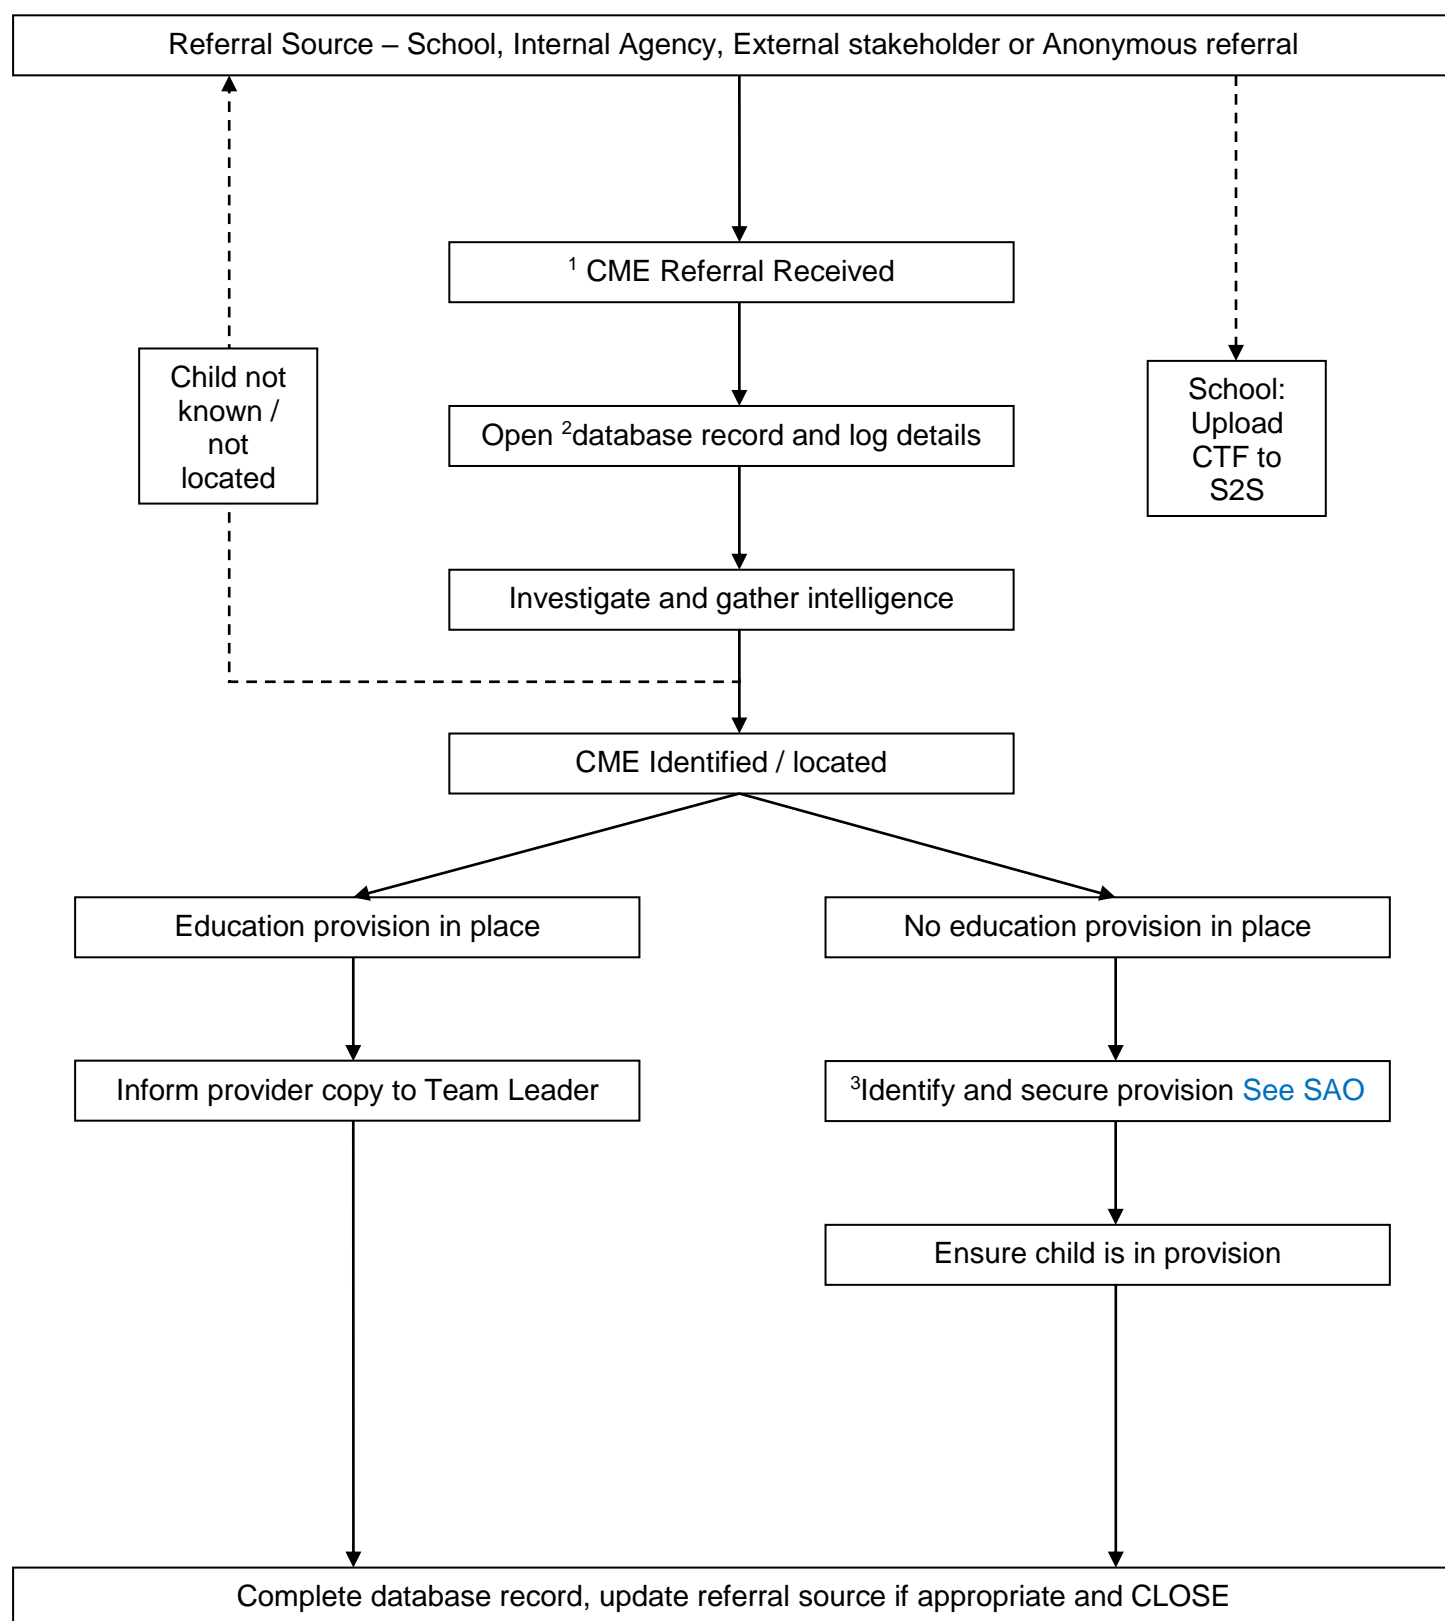 Referral Source – School, Internal Agency, External stakeholder or Anonymous referral
¹ CME Referral Received
Child not
known /
not
located
School:
Upload
CTF to
S2S
Open ²database record and log details
Investigate and gather intelligence
CME Identified / located
Education provision in place
No education provision in place
Inform provider copy to Team Leader
³Identify and secure provision See SAO
Ensure child is in provision
Complete database record, update referral source if appropriate and CLOSE